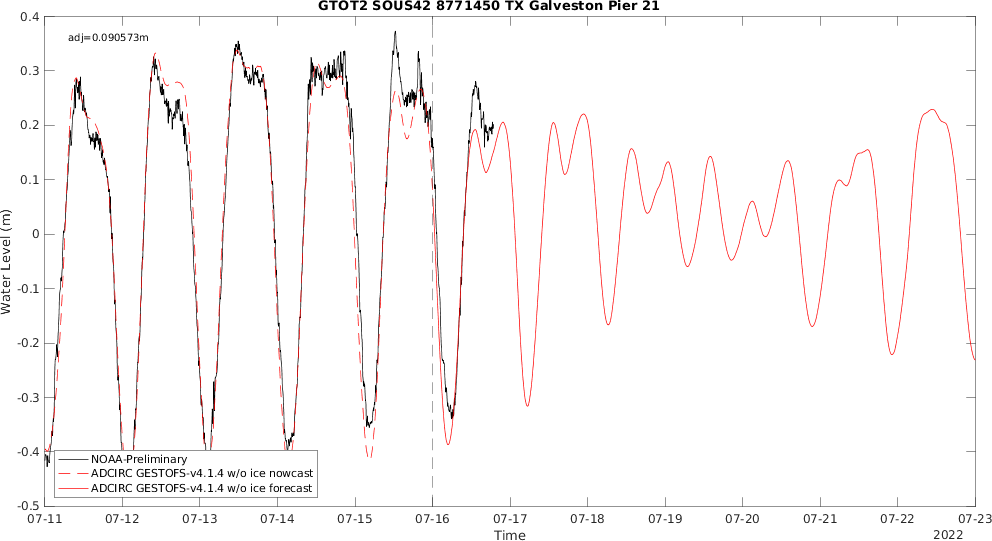 GTOT2 SOUS42 8771450 TX Galveston Pier 21
adj=0.090573m
Water Level (m)
0.4
0.3
0.2
0.1
0
-0.1
-0.2
-0.3
-0.4
-0.5
NOAA-Preliminary
ADCIRC GESTOFS-v4.1.4 w/o ice nowcast
ADCIRC GESTOFS-v4.1.4 w/o ice forecast
07-11 07-12 07-13 07-14 07-15 07-16 07-17 07-18 07-19 07-20 07-21 07-22 07-23
Time
2022